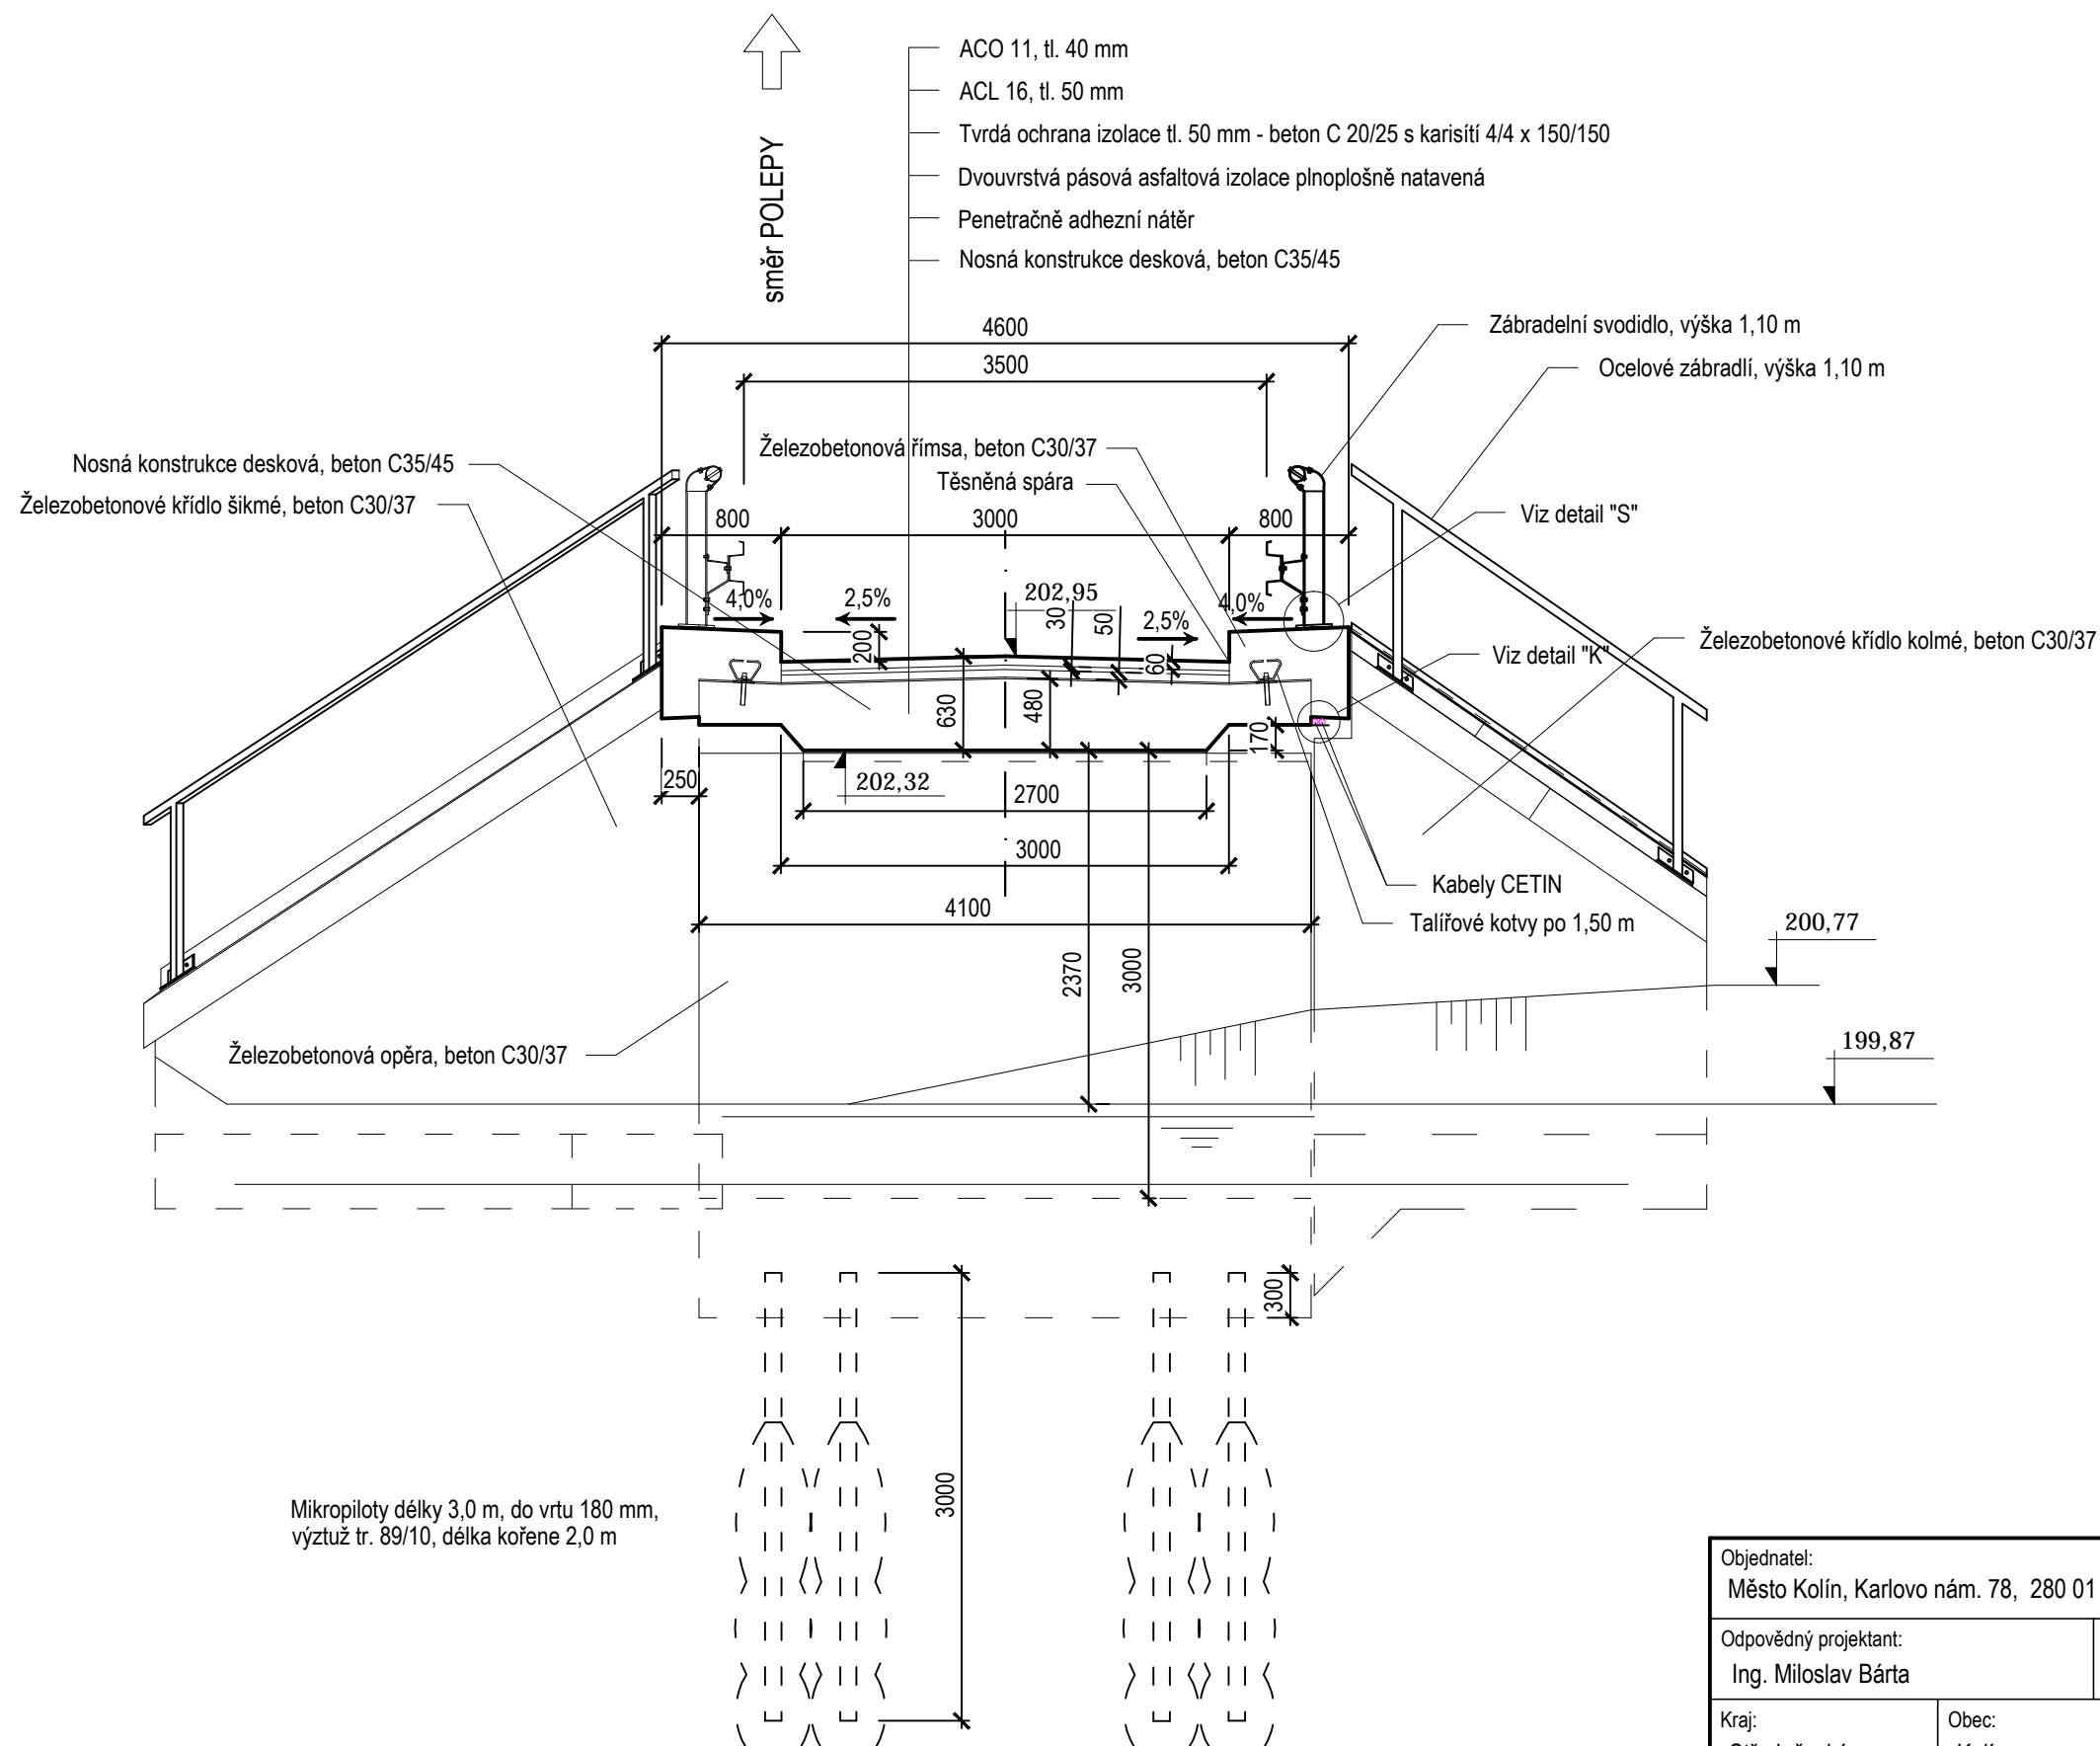 ACO 11, tl. 40 mm
ACL 16, tl. 50 mm
Tvrdá ochrana izolace tl. 50 mm - beton C 20/25 s karisítí 4/4 x 150/150
Dvouvrstvá pásová asfaltová izolace plnoplošně natavená
Penetračně adhezní nátěr
Nosná konstrukce desková, beton C35/45
směr POLEPY
4600
3500
Zábradelní svodidlo, výška 1,10 m
Ocelové zábradlí, výška 1,10 m
Železobetonová římsa, beton C30/37
Těsněná spára
Nosná konstrukce desková, beton C35/45
Železobetonové křídlo šikmé, beton C30/37
800
3000
800
Viz detail "S"
4,0%
2,5%
202,95
30
50
2,5%
4,0%
200
60
Železobetonové křídlo kolmé, beton C30/37
Viz detail "K"
630
480
170
250
202,32
2700
3000
Kabely CETIN
4100
Talířové kotvy po 1,50 m
200,77
2370
3000
199,87
Železobetonová opěra, beton C30/37
300
3000
Mikropiloty délky 3,0 m, do vrtu 180 mm,
výztuž tr. 89/10, délka kořene 2,0 m
Objednatel:
Město Kolín, Karlovo nám. 78, 280 01
Odpovědný projektant:
Ing. Miloslav Bárta
Kraj:
Obec: